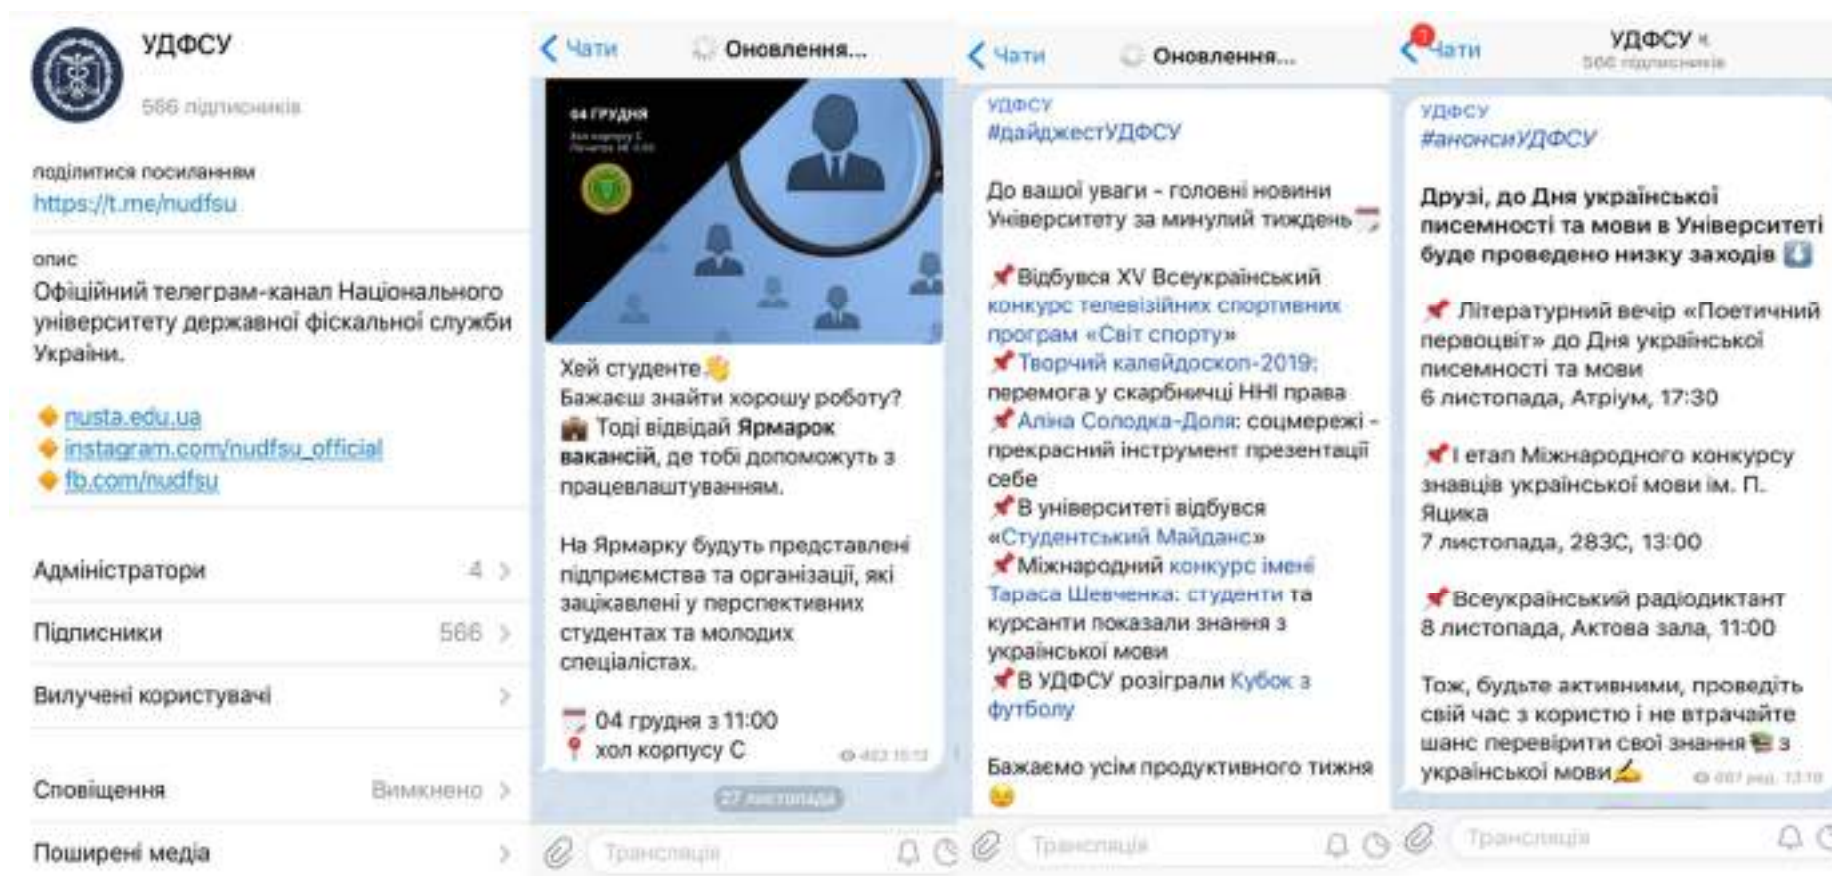 УДФСУ
566 підписників
поділитися посиланням
https://t.me/nudfsu
опис
Офіційний телеграм-канал Національного
університету державної фіскальної служби
України.
🔸 nusta.edu.ua
🔸 instagram.com/nudfsu_official
🔸 fb.com/nudfsu
Адміністратори 4
Підписники 566
Вилучені користувачі
Сповіщення Вимкнено
Поширені медіа
Чати Оновлення...
04 ГРУДНЯ
Хол корпусу С
Хей студенте👋
Бажаєш знайти хорошу роботу?
💼 Тоді відвідай Ярмарок
вакансій, де тобі допоможуть з
працевлаштуванням.
На Ярмарку будуть представлені
підприємства та організації, які
зацікавлені у перспективних
студентах та молодих
спеціалістах.
📅 04 грудня з 11:00
📍 хол корпусу С
27 листопада
Трансляція
Чати Оновлення...
УДФСУ
#дайджестУДФСУ
До вашої уваги - головні новини
Університету за минулий тиждень📅
📌Відбувся XV Всеукраїнський
конкурс телевізійних спортивних
програм «Світ спорту»
📌Творчий калейдоскоп-2019:
перемога у скарбничці ННІ права
📌Аліна Солодка-Доля: соцмережі -
прекрасний інструмент презентації
себе
📌В університеті відбувся
«Студентський Майданс»
📌Міжнародний конкурс імені
Тараса Шевченка: студенти та
курсанти показали знання з
української мови
📌В УДФСУ розіграли Кубок з
футболу
Бажаємо усім продуктивного тижня
😉
Трансляція
Чати УДФСУ
566 підписників
УДФСУ
#анонсиУДФСУ
Друзі, до Дня української
писемності та мови в Університеті
буде проведено низку заходів ⬇️
📌 Літературний вечір «Поетичний
первоцвіт» до Дня української
писемності та мови
6 листопада, Атріум, 17:30
📌І етап Міжнародного конкурсу
знавців української мови ім. П.
Яцика
7 листопада, 283С, 13:00
📌Всеукраїнський радіодиктант
8 листопада, Актова зала, 11:00
Тож, будьте активними, проведіть
свій час з користю і не втрачайте
шанс перевірити свої знання📚 з
української мови✍️
Трансляція